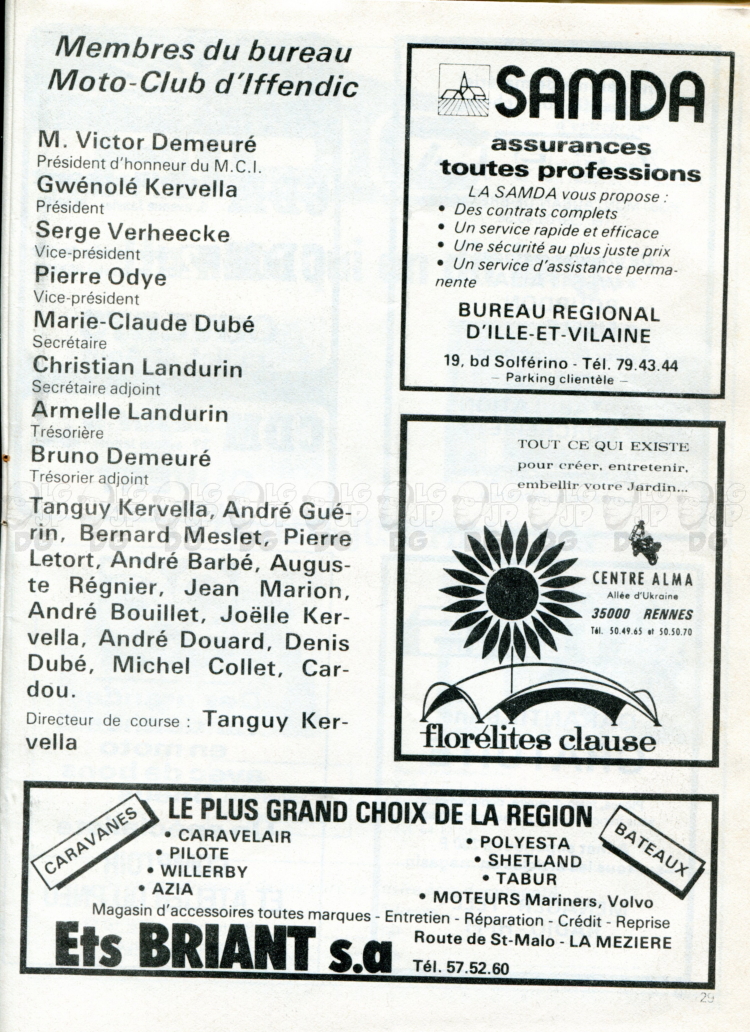 Membres du bureau
Moto-Club d'Iffendic
M. Victor Demeuré
Président d'honneur du M.C.I.
Gwénolé Kervella
Président
Serge Verheecke
Vice-président
Pierre Odye
Vice-président
Marie-Claude Dubé
Secrétaire
Christian Landurin
Secrétaire adjoint
Armelle Landurin
Trésorière
Bruno Demeuré
Trésorier adjoint
Tanguy Kervella, André Gué-
rin, Bernard Meslet, Pierre
Letort, André Barbé, Augus-
te Régnier, Jean Marion,
André Bouillet, Joëlle Ker-
vella, André Douard, Denis
Dubé, Michel Collet, Car-
dou.
Directeur de course : Tanguy Ker-
vella
SAMDA
assurances
toutes professions
LA SAMDA vous propose :
• Des contrats complets
• Un service rapide et efficace
• Une sécurité au plus juste prix
• Un service d'assistance perma-
nente
BUREAU REGIONAL
D'ILLE-ET-VILAINE
19, bd Solférino - Tél. 79.43.44
— Parking clientèle —
TOUT CE QUI EXISTE
pour créer, entretenir,
embellir votre Jardin...
CENTRE ALMA
Allée d'Ukraine
35000 RENNES
Tél. 50.49.65 et 50.50.70
florélites clause
CARAVANES
LE PLUS GRAND CHOIX DE LA REGION
BATEAUX
• CARAVELAIR
• PILOTE
• WILLERBY
• AZIA
• POLYESTA
• SHETLAND
• TABUR
• MOTEURS Mariners, Volvo
Magasin d'accessoires toutes marques - Entretien - Réparation - Crédit - Reprise
Ets BRIANT s.a
Route de St-Malo - LA MEZIERE
Tél. 57.52.60
29